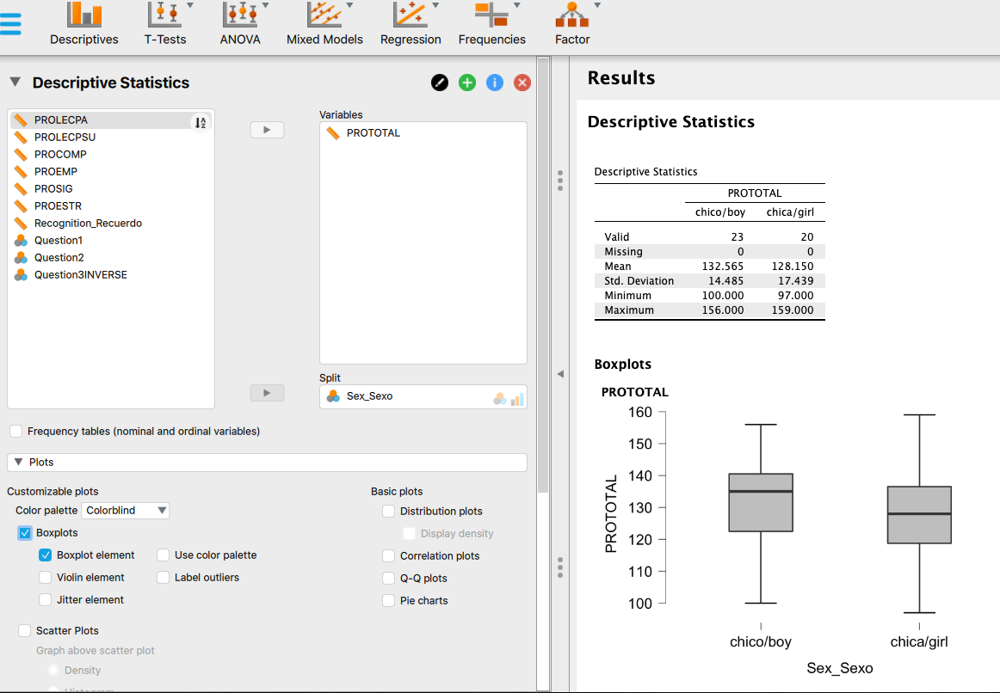 Descriptives T-Tests ANOVA Mixed Models Regression Frequencies Factor
Descriptive Statistics
PROLECPA
PROLECPSU
PROCOMP
PROEMP
PROSIG
PROESTR
Recognition_Recuerdo
Question1
Question2
Question3INVERSE
Variables
PROTOTAL
Split
Sex_Sexo
Frequency tables (nominal and ordinal variables)
Plots
Customizable plots
Color palette Colorblind
Boxplots
Boxplot element Use color palette
Violin element Label outliers
Jitter element
Scatter Plots
Graph above scatter plot
Density
Histogram
Basic plots
Distribution plots
Display density
Correlation plots
Q-Q plots
Pie charts
Results
Descriptive Statistics
Descriptive Statistics
PROTOTAL
chico/boy chica/girl
Valid 23 20
Missing 0 0
Mean 132.565 128.150
Std. Deviation 14.485 17.439
Minimum 100.000 97.000
Maximum 156.000 159.000
Boxplots
PROTOTAL
160
150
140
130
120
110
100
PROTOTAL
chico/boy chica/girl
Sex_Sexo